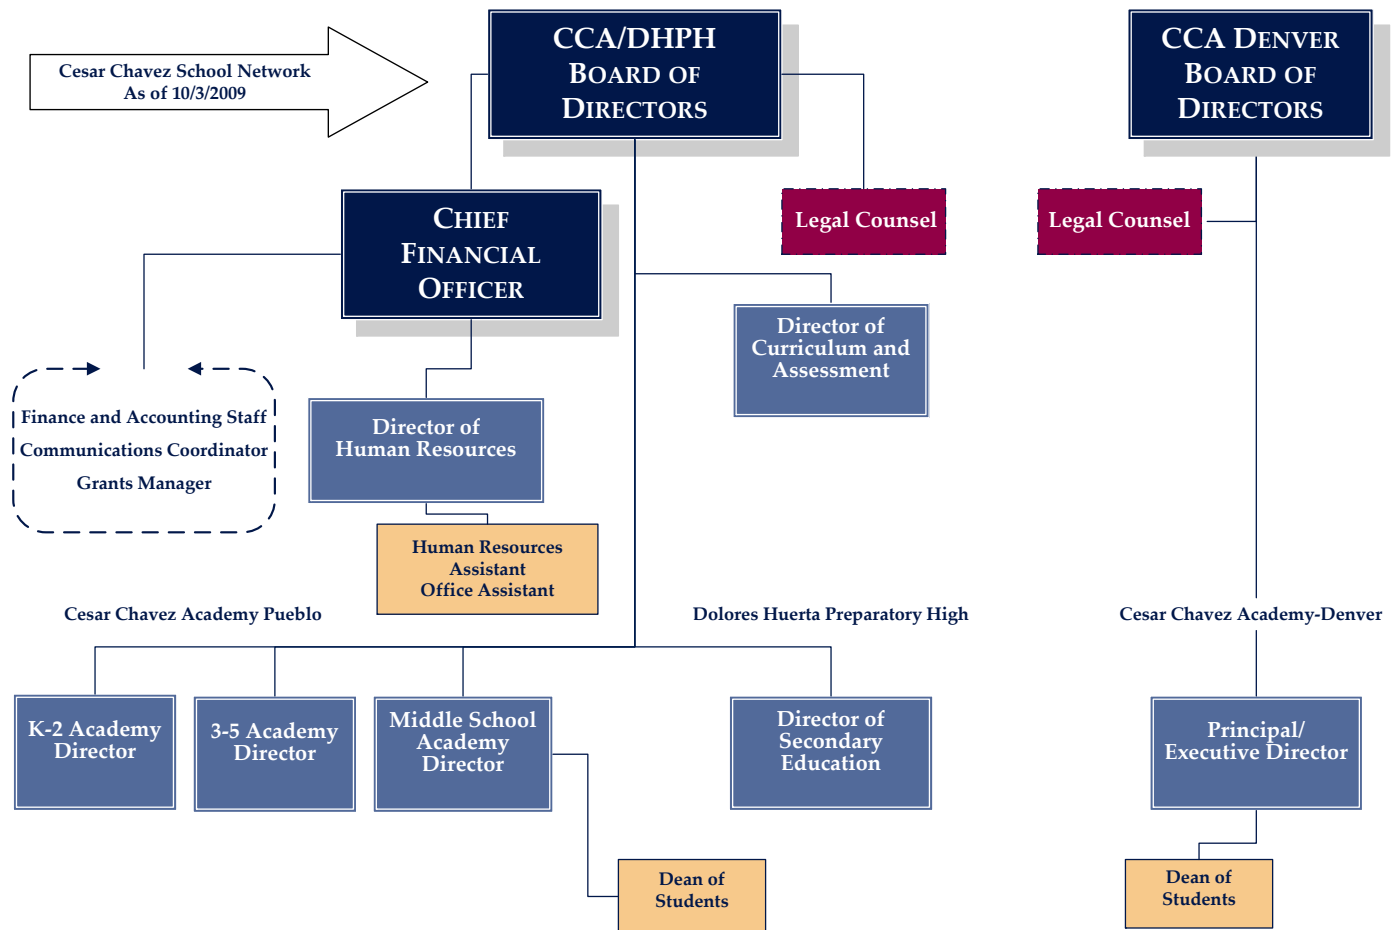 Cesar Chavez School Network
As of 10/3/2009
CCA/DHPH
BOARD OF
DIRECTORS
CCA DENVER
BOARD OF
DIRECTORS
CHIEF
FINANCIAL
OFFICER
Legal Counsel
Legal Counsel
Director of
Curriculum and
Assessment
Finance and Accounting Staff
Communications Coordinator
Grants Manager
Director of
Human Resources
Human Resources
Assistant
Office Assistant
Cesar Chavez Academy Pueblo
Dolores Huerta Preparatory High
Cesar Chavez Academy-Denver
K-2 Academy
Director
3-5 Academy
Director
Middle School
Academy
Director
Director of
Secondary
Education
Principal/
Executive Director
Dean of
Students
Dean of
Students